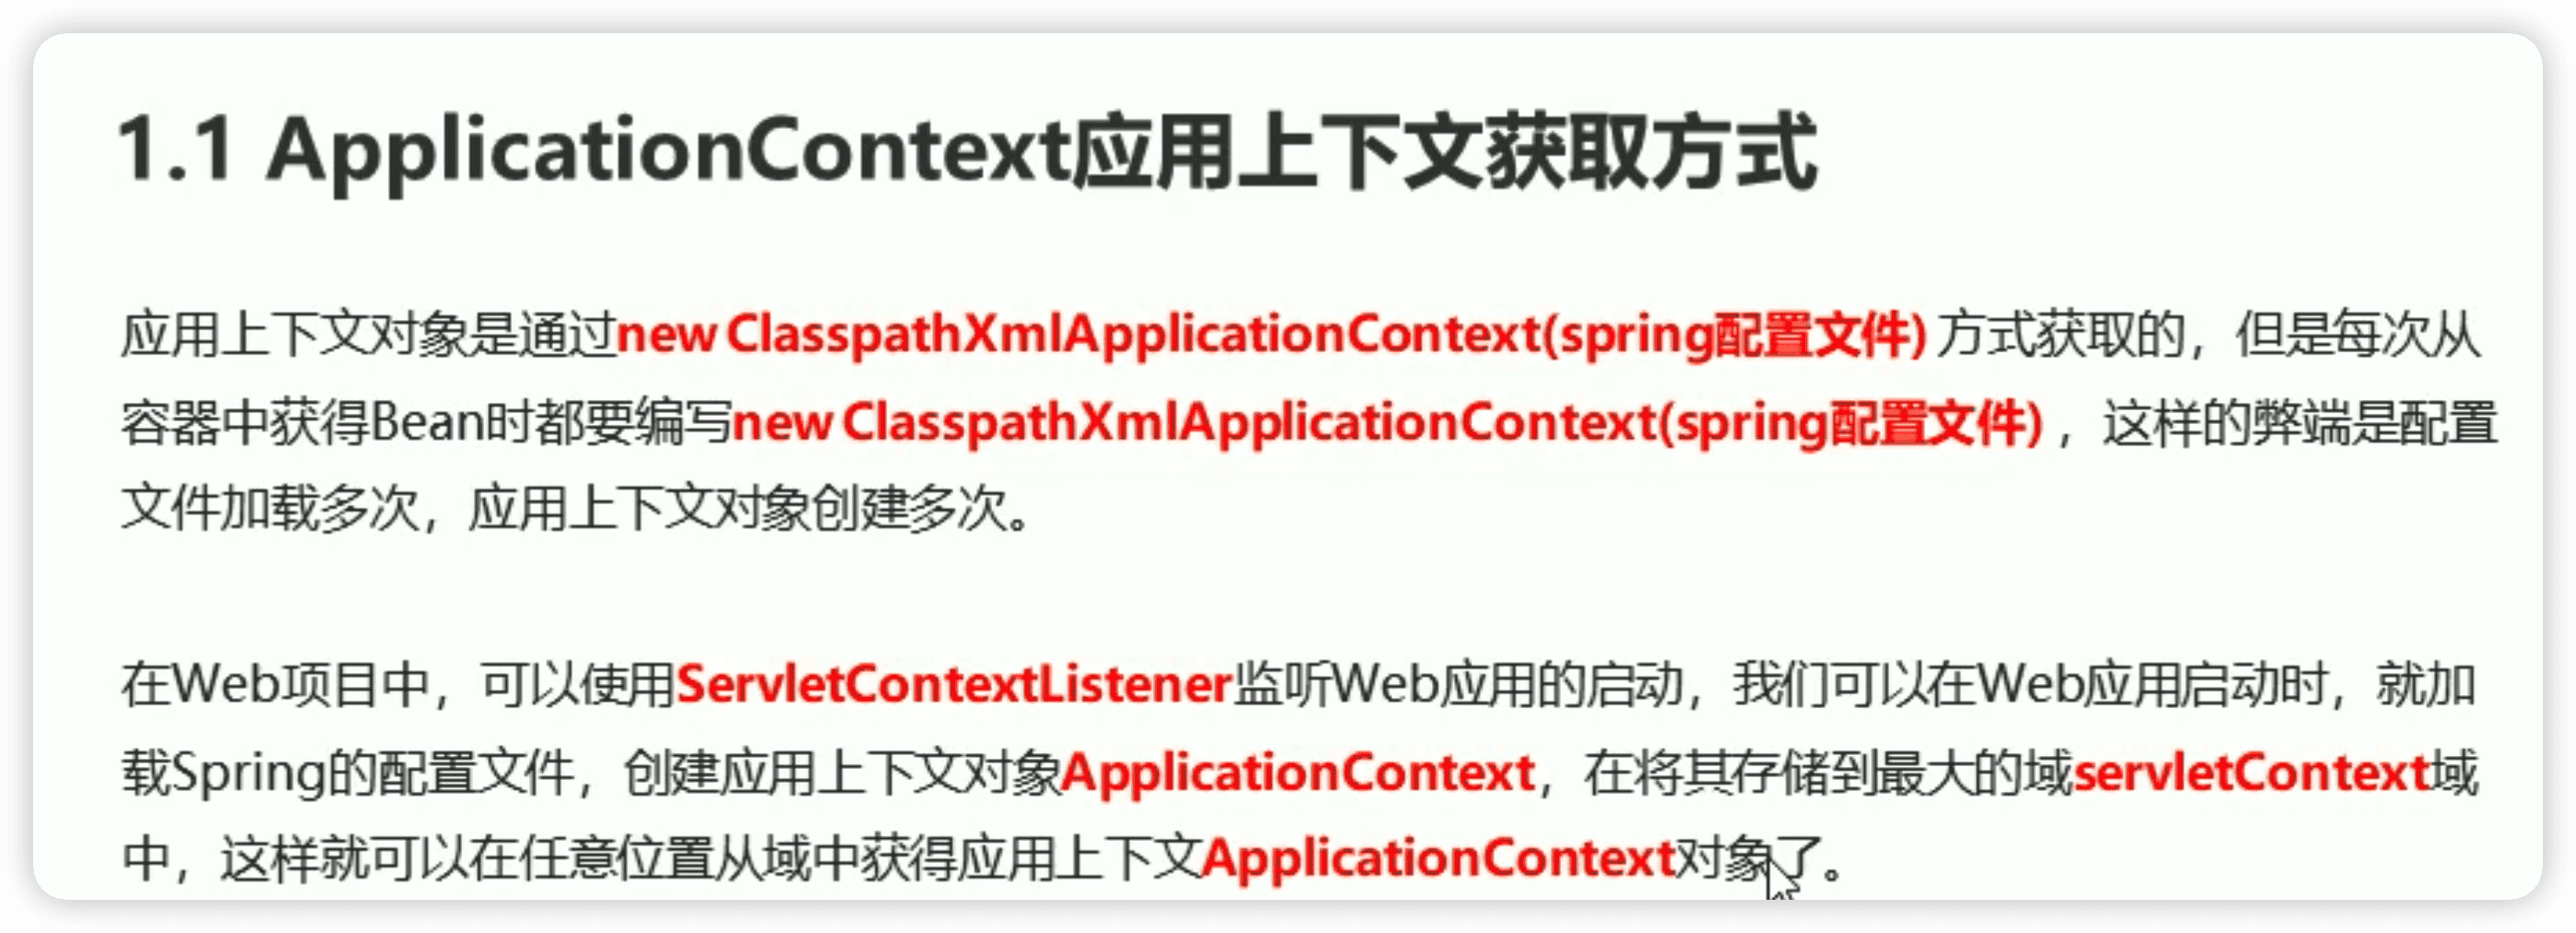 1.1 ApplicationContext应用上下文获取方式
应用上下文对象是通过new ClasspathXmlApplicationContext(spring配置文件) 方式获取的，但是每次从
容器中获得Bean时都要编写new ClasspathXmlApplicationContext(spring配置文件) ，这样的弊端是配置
文件加载多次，应用上下文对象创建多次。
在Web项目中，可以使用ServletContextListener监听Web应用的启动，我们可以在Web应用启动时，就加
载Spring的配置文件，创建应用上下文对象ApplicationContext，在将其存储到最大的域servletContext域
中，这样就可以在任意位置从域中获得应用上下文ApplicationContext对象了。